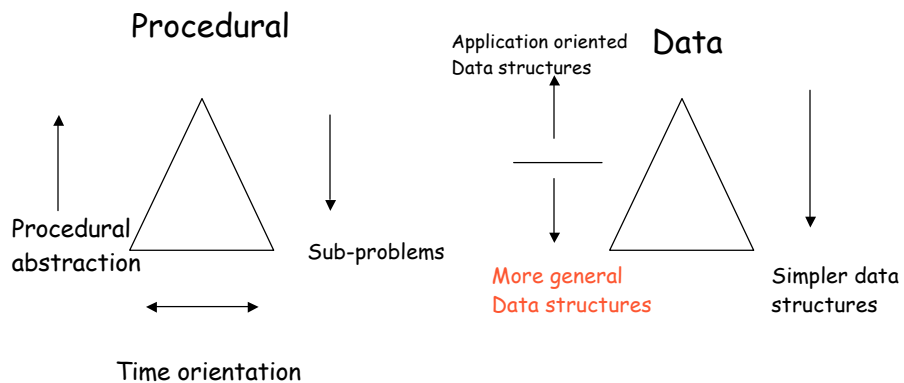 Procedural
Procedural
abstraction
Sub-problems
Time orientation
Application oriented
Data structures
Data
More general
Data structures
Simpler data
structures